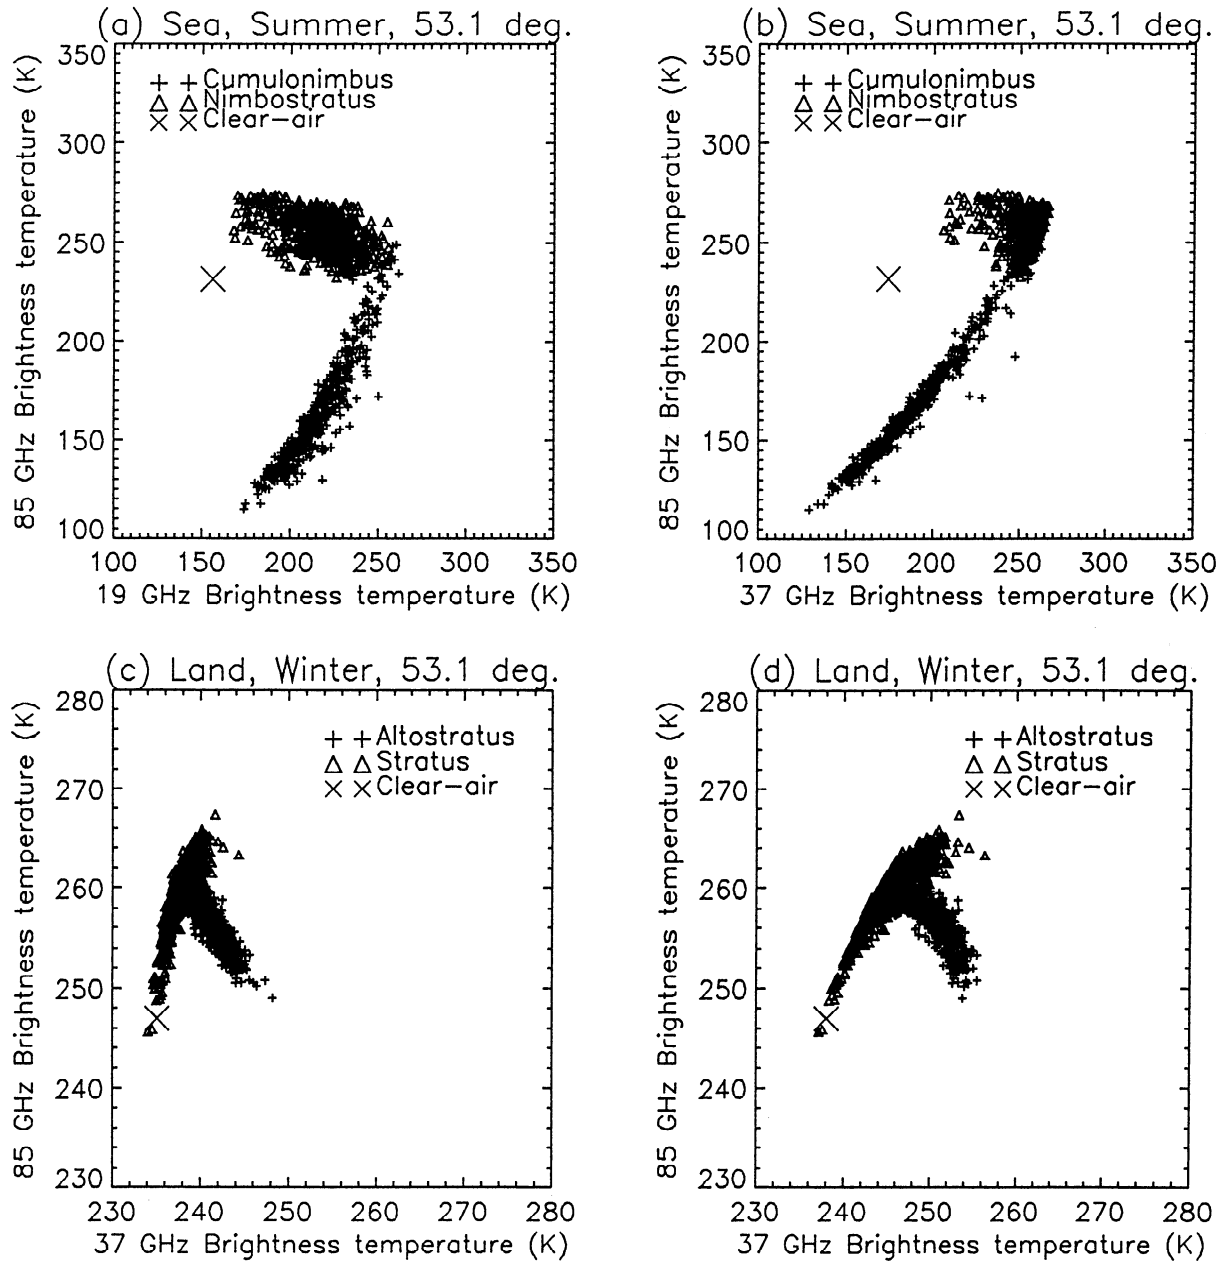 (a) Sea, Summer, 53.1 deg.
350
300
250
200
150
100
85 GHz Brightness temperature (K)
+ + Cumulonimbus
△ △ Nimbostratus
× × Clear-air
100 150 200 250 300 350
19 GHz Brightness temperature (K)
(b) Sea, Summer, 53.1 deg.
350
300
250
200
150
100
85 GHz Brightness temperature (K)
+ + Cumulonimbus
△ △ Nimbostratus
× × Clear-air
100 150 200 250 300 350
37 GHz Brightness temperature (K)
(c) Land, Winter, 53.1 deg.
280
270
260
250
240
230
85 GHz Brightness temperature (K)
+ + Altostratus
△ △ Stratus
× × Clear-air
230 240 250 260 270 280
37 GHz Brightness temperature (K)
(d) Land, Winter, 53.1 deg.
280
270
260
250
240
230
85 GHz Brightness temperature (K)
+ + Altostratus
△ △ Stratus
× × Clear-air
230 240 250 260 270 280
37 GHz Brightness temperature (K)